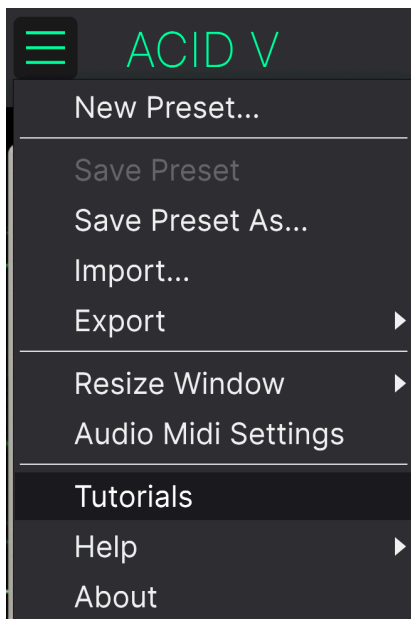 ACID V
New Preset...
Save Preset
Save Preset As...
Import...
Export
Resize Window
Audio Midi Settings
Tutorials
Help
About